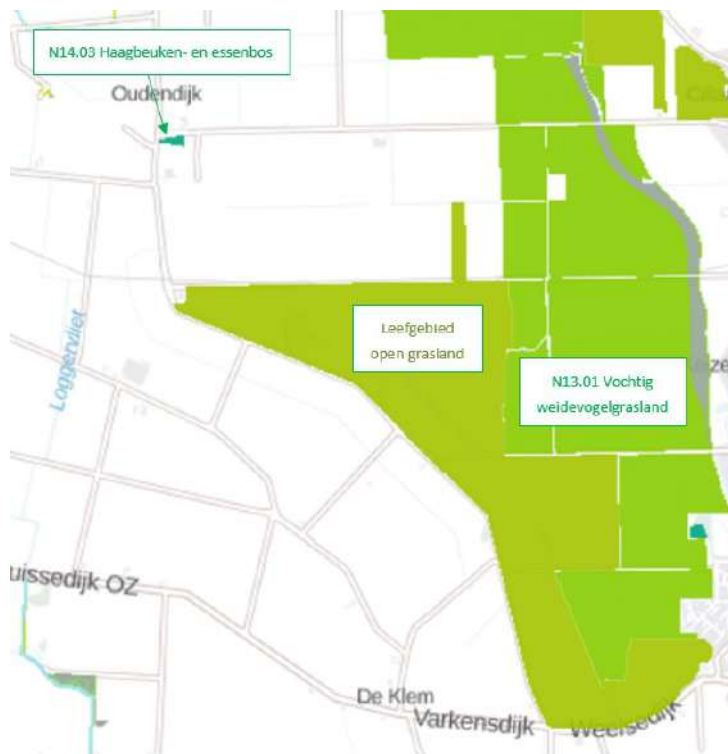 N14.03 Haagbeuken- en essenbos
Oudendijk
Loggervliet
Leefgebied
open grasland
N13.01 Vochtig
weidevogelgrasland
uissedijk OZ
De Klem
Varkensdijk
Weelsedijk